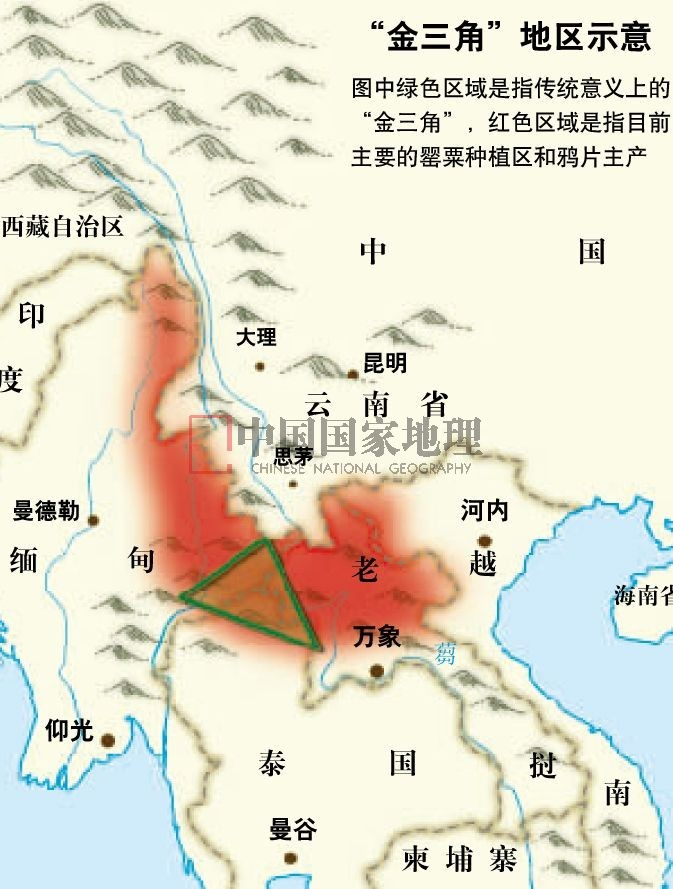 “金三角”地区示意
图中绿色区域是指传统意义上的
“金三角”，红色区域是指目前
主要的罂粟种植区和鸦片主产
西藏自治区
中 国
印
度
大理
昆明
云 南 省
中国国家地理
CHINESE NATIONAL GEOGRAPHY
思茅
曼德勒
河内
缅 甸
老
越
海南省
万象
仰光
泰 国
挝
南
曼谷
柬 埔 寨